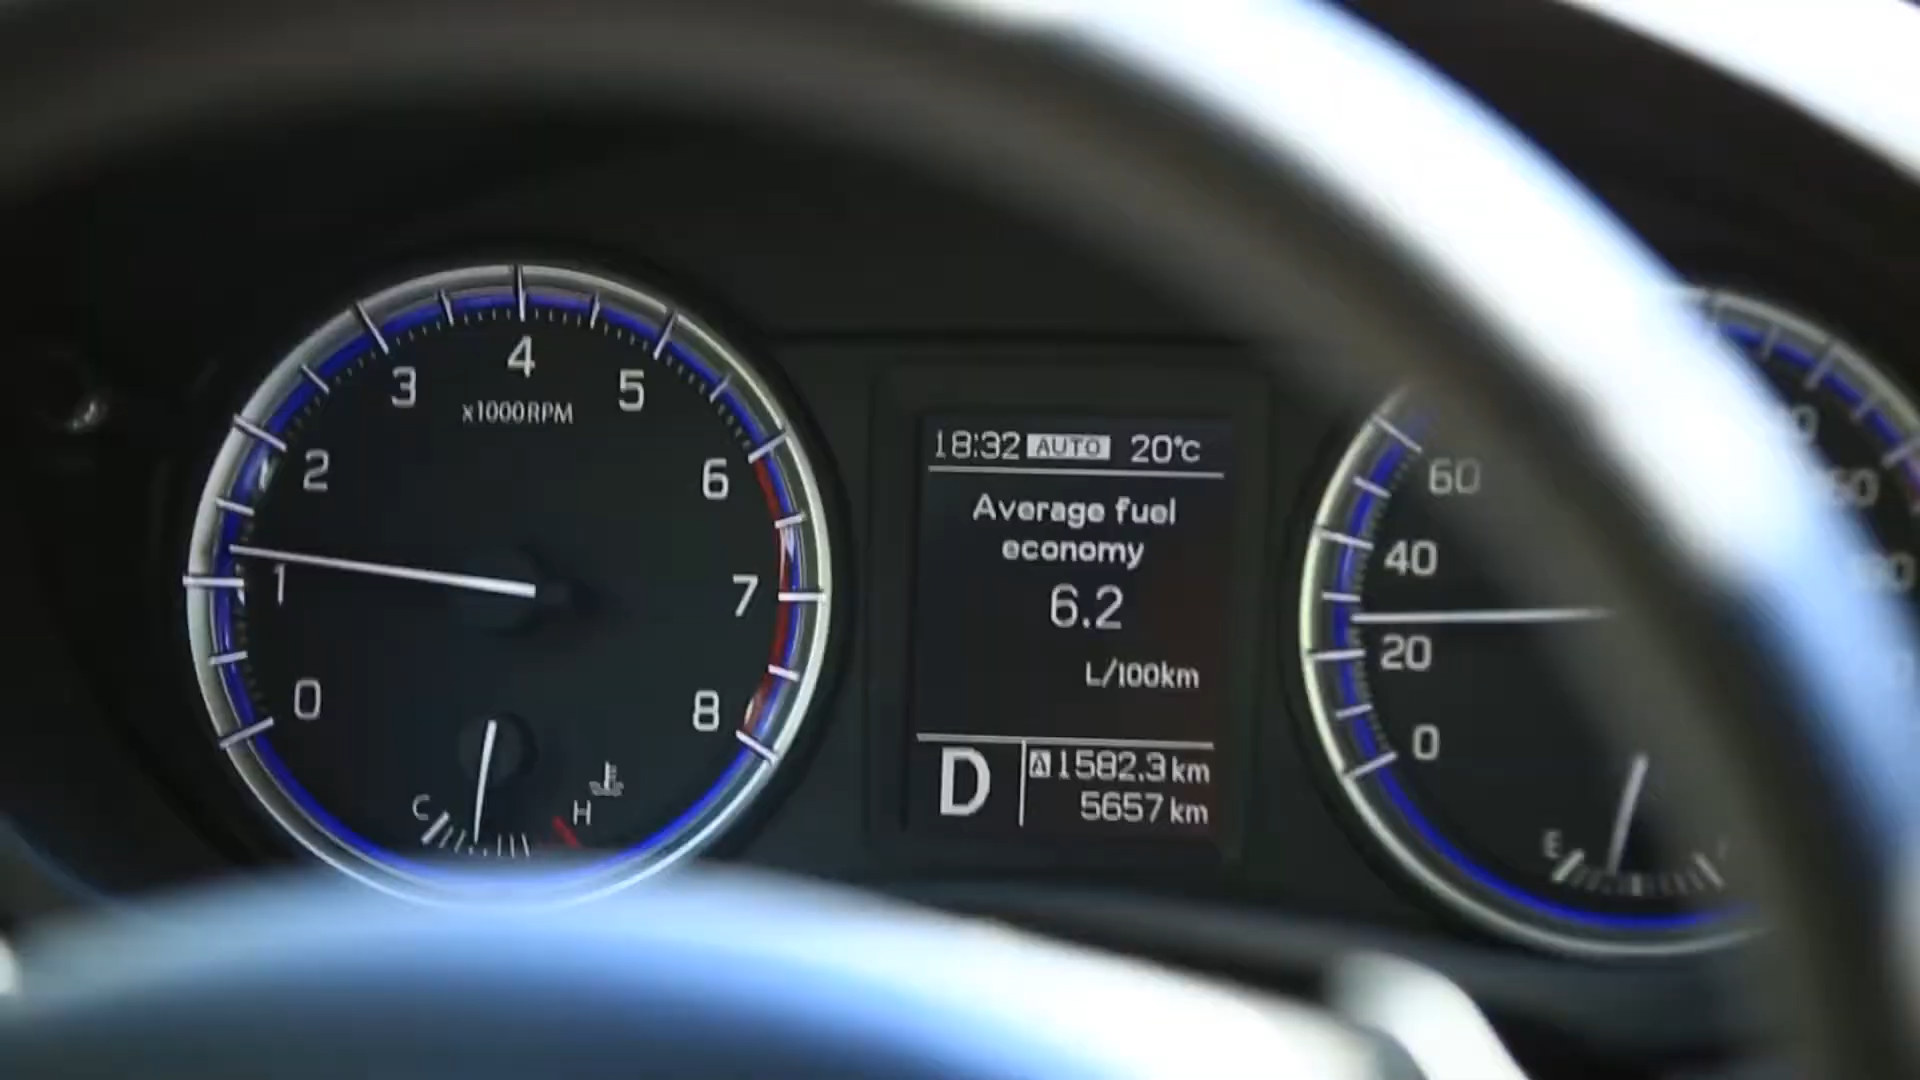 4
3
5
x1000RPM
2
6
1
7
0
8
C
H
18:32 AUTO 20°C
Average fuel
economy
6.2
L/100km
D
A 1582.3 km
5657 km
60
40
20
0
E